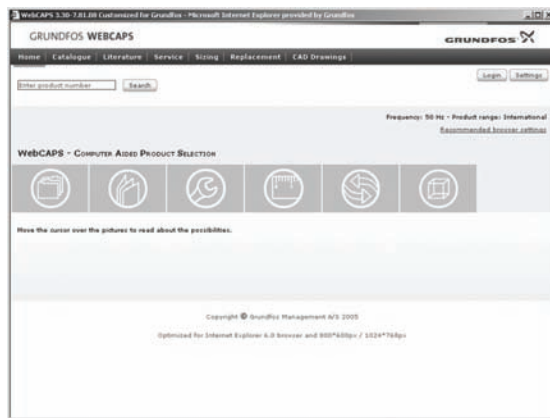 WebCAPS 3.30-7.81.08 Customized for Grundfos - Microsoft Internet Explorer provided by Grundfos
GRUNDFOS WEBCAPS
GRUNDFOS
Home | Catalogue | Literature | Service | Sizing | Replacement | CAD Drawings |
Login Settings
Enter product number Search
Frequency: 50 Hz - Product range: International
Recommended browser settings
WebCAPS - Computer Aided Product Selection
Move the cursor over the pictures to read about the possibilities.
Copyright © Grundfos Management A/S 2005
Optimized for Internet Explorer 6.0 browser and 800*600px / 1024*768px